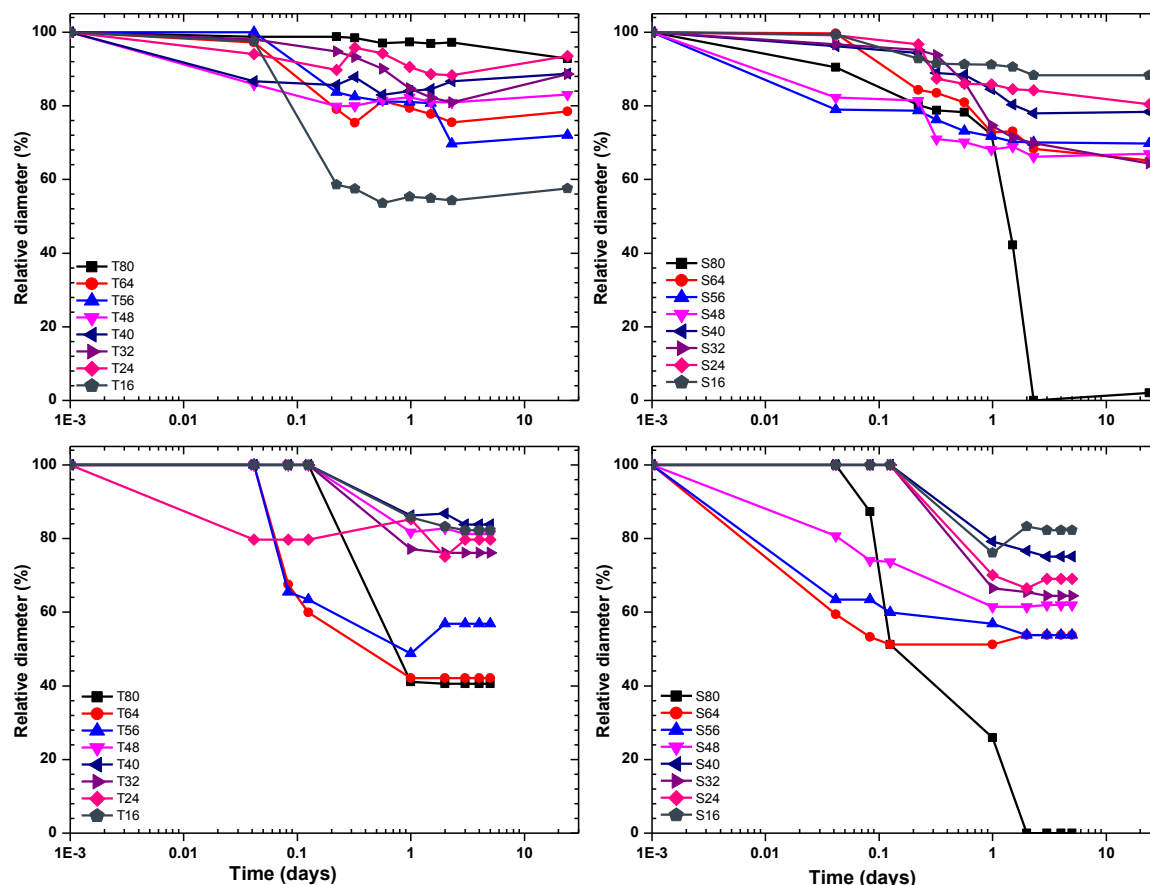 100
80
60
40
20
0
Relative diameter (%)
T80
T64
T56
T48
T40
T32
T24
T16
1E-3 0.01 0.1 1 10
100
80
60
40
20
0
Relative diameter (%)
S80
S64
S56
S48
S40
S32
S24
S16
1E-3 0.01 0.1 1 10
100
80
60
40
20
0
Relative diameter (%)
T80
T64
T56
T48
T40
T32
T24
T16
1E-3 0.01 0.1 1 10
Time (days)
100
80
60
40
20
0
Relative diameter (%)
S80
S64
S56
S48
S40
S32
S24
S16
1E-3 0.01 0.1 1 10
Time (days)